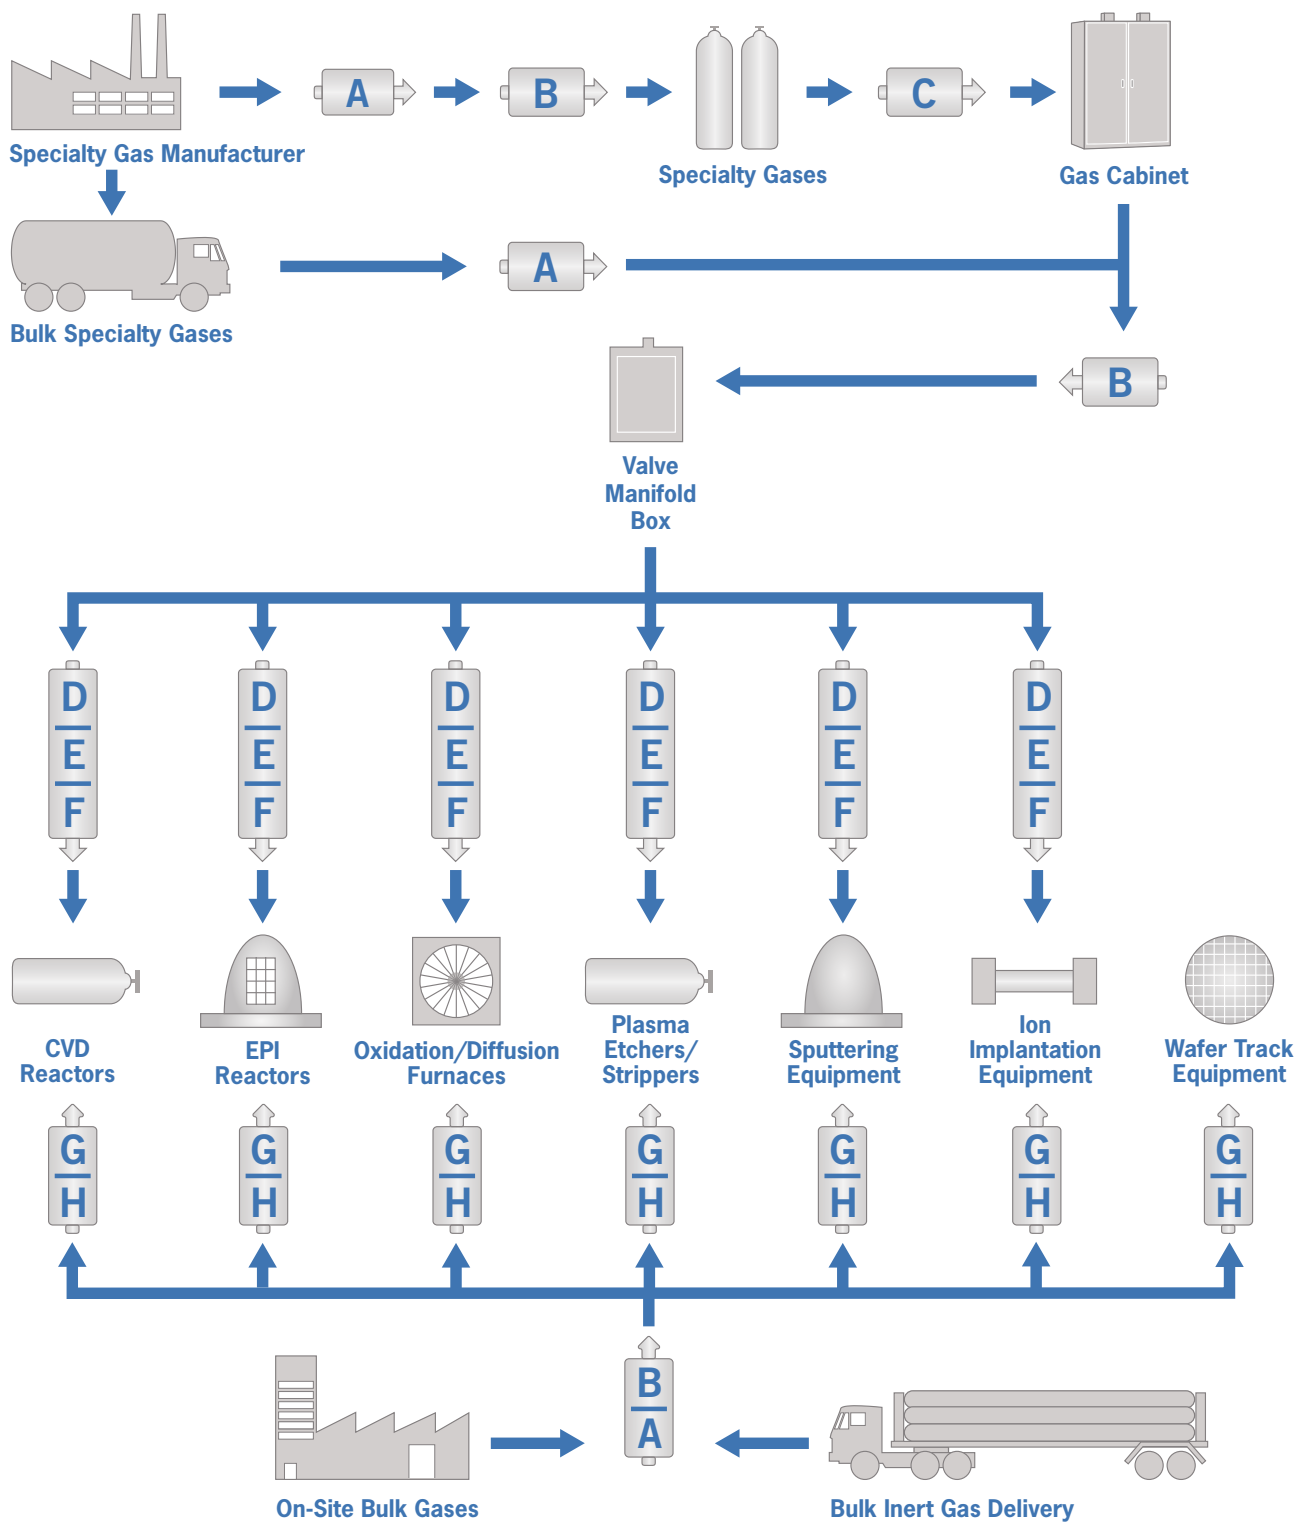 A
B
C
Specialty Gas Manufacturer
Specialty Gases
Gas Cabinet
A
Bulk Specialty Gases
B
Valve
Manifold
Box
D
E
F
D
E
F
D
E
F
D
E
F
D
E
F
D
E
F
CVD
Reactors
EPI
Reactors
Oxidation/Diffusion
Furnaces
Plasma
Etchers/
Strippers
Sputtering
Equipment
Ion
Implantation
Equipment
Wafer Track
Equipment
G
H
G
H
G
H
G
H
G
H
G
H
G
H
B
A
On-Site Bulk Gases
Bulk Inert Gas Delivery